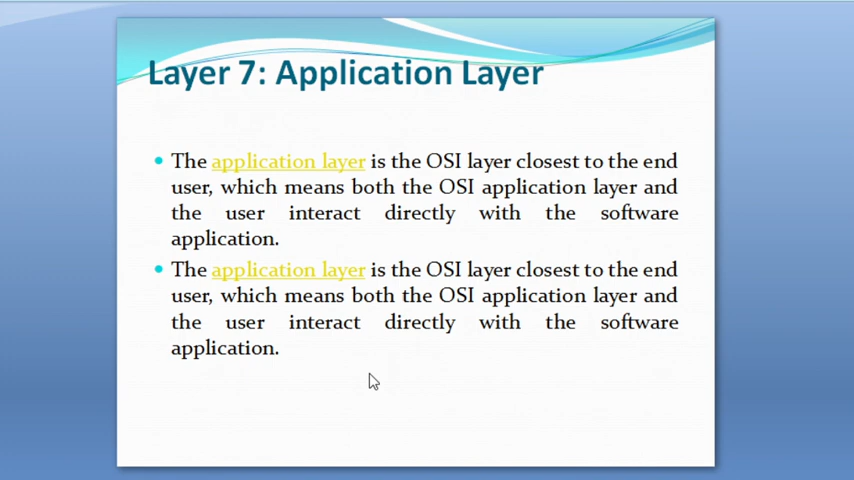 Layer 7: Application Layer
• The application layer is the OSI layer closest to the end
user, which means both the OSI application layer and
the user interact directly with the software
application.
• The application layer is the OSI layer closest to the end
user, which means both the OSI application layer and
the user interact directly with the software
application.